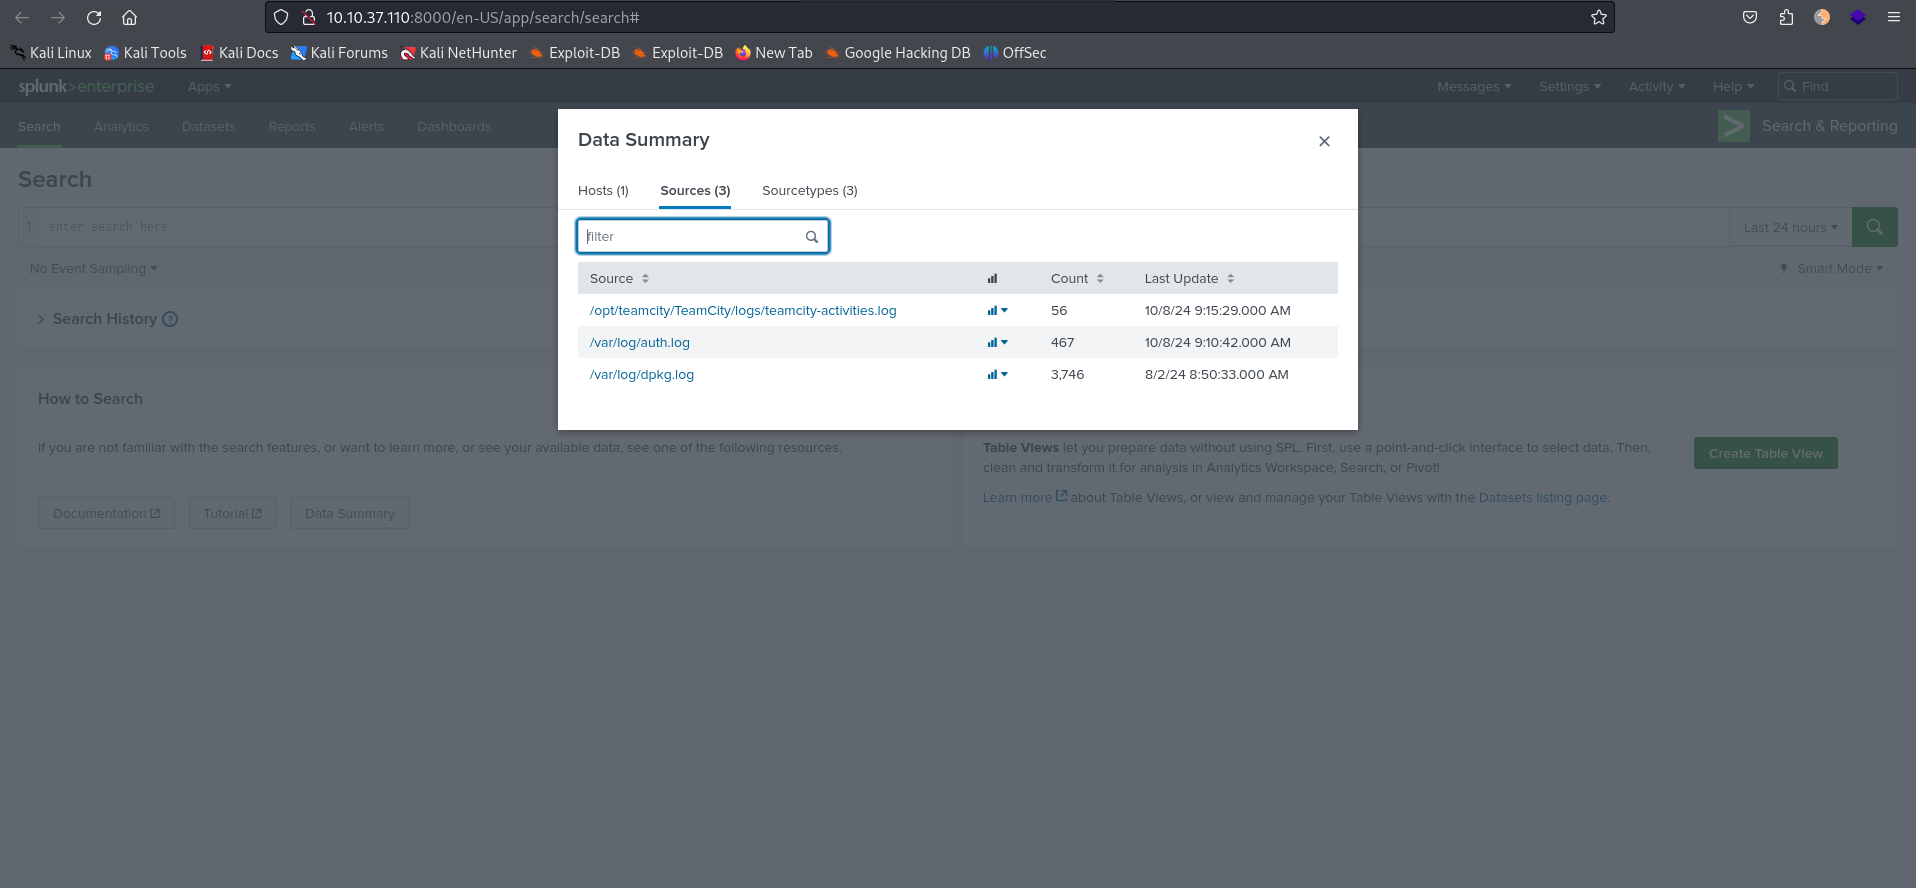 10.10.37.110:8000/en-US/app/search/search#
Kali Linux Kali Tools Kali Docs Kali Forums Kali NetHunter Exploit-DB Exploit-DB New Tab Google Hacking DB OffSec
splunk>enterprise Apps Messages Settings Activity Help Find
Search Analytics Datasets Reports Alerts Dashboards Search & Reporting
Data Summary
Search
Hosts (1) Sources (3) Sourcetypes (3)
1 enter search here... Last 24 hours
filter
No Event Sampling Smart Mode
Source Count Last Update
/opt/teamcity/TeamCity/logs/teamcity-activities.log 56 10/8/24 9:15:29.000 AM
Search History ?
/var/log/auth.log 467 10/8/24 9:10:42.000 AM
/var/log/dpkg.log 3,746 8/2/24 8:50:33.000 AM
How to Search
If you are not familiar with the search features, or want to learn more, or see your available data, see one of the following resources.
Documentation Tutorial Data Summary
Table Views let you prepare data without using SPL. First, use a point-and-click interface to select data. Then,
clean and transform it for analysis in Analytics Workspace, Search, or Pivot!
Learn more about Table Views, or view and manage your Table Views with the Datasets listing page.
Create Table View